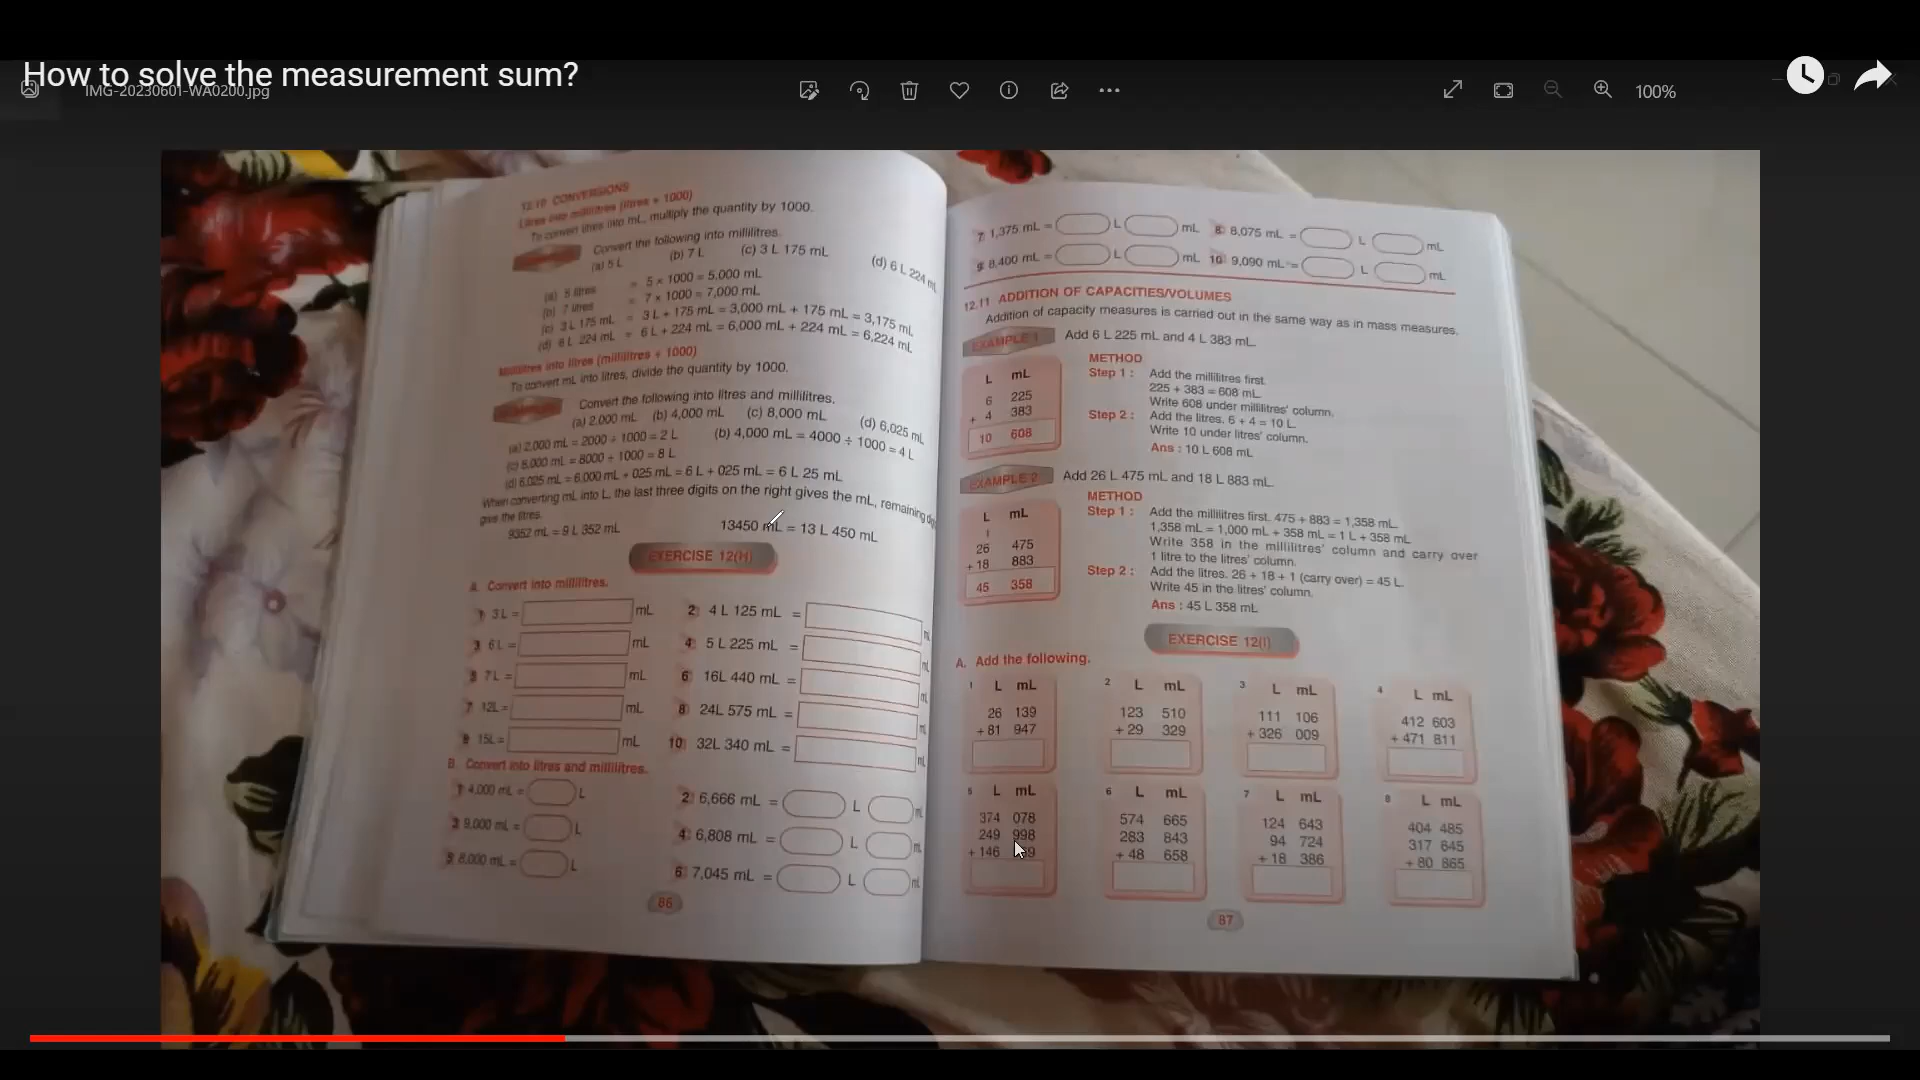 How to solve the measurement sum?
IMG-20230601-WA0200.jpg
100%
12.10 CONVERSIONS
Litres into millilitres (litres × 1000)
To convert litres into mL, multiply the quantity by 1000.
Convert the following into millilitres.
(a) 5 L (b) 7 L (c) 3 L 175 mL (d) 6 L 224 mL
(a) 5 litres = 5 × 1000 = 5,000 mL
(b) 7 litres = 7 × 1000 = 7,000 mL
(c) 3 L 175 mL = 3 L + 175 mL = 3,000 mL + 175 mL = 3,175 mL
(d) 6 L 224 mL = 6 L + 224 mL = 6,000 mL + 224 mL = 6,224 mL
Millilitres into litres (millilitres ÷ 1000)
To convert mL into litres, divide the quantity by 1000.
Convert the following into litres and millilitres.
(a) 2,000 mL (b) 4,000 mL (c) 8,000 mL (d) 6,025 mL
(a) 2,000 mL = 2000 ÷ 1000 = 2 L (b) 4,000 mL = 4000 ÷ 1000 = 4 L
(c) 8,000 mL = 8000 ÷ 1000 = 8 L
(d) 6,025 mL = 6,000 mL + 025 mL = 6 L + 025 mL = 6 L 25 mL
When converting mL into L, the last three digits on the right gives the mL, remaining
give the litres.
9352 mL = 9 L 352 mL 13450 mL = 13 L 450 mL
EXERCISE 12(H)
A. Convert into millilitres.
1 3 L = mL 2 4 L 125 mL =
3 6 L = mL 4 5 L 225 mL =
5 7 L = mL 6 16L 440 mL =
7 12L = mL 8 24L 575 mL =
9 15L = mL 10 32L 340 mL =
B. Convert into litres and millilitres.
1 4,000 mL = L 2 6,666 mL = L mL
3 9,000 mL = L 4 6,808 mL = L mL
5 8,000 mL = L 6 7,045 mL = L mL
86
7 1,375 mL = L mL 8 8,075 mL = L mL
9 8,400 mL = L mL 10 9,090 mL = L mL
12.11 ADDITION OF CAPACITIES/VOLUMES
Addition of capacity measures is carried out in the same way as in mass measures.
EXAMPLE 1 Add 6 L 225 mL and 4 L 383 mL.
L mL
6 225
+ 4 383
10 608
METHOD
Step 1 : Add the millilitres first.
225 + 383 = 608 mL
Write 608 under millilitres' column.
Step 2 : Add the litres. 6 + 4 = 10 L
Write 10 under litres' column.
Ans : 10 L 608 mL
EXAMPLE 2 Add 26 L 475 mL and 18 L 883 mL.
L mL
1
26 475
+ 18 883
45 358
METHOD
Step 1 : Add the millilitres first. 475 + 883 = 1,358 mL
1,358 mL = 1,000 mL + 358 mL = 1 L + 358 mL
Write 358 in the millilitres' column and carry over
1 litre to the litres' column.
Step 2 : Add the litres. 26 + 18 + 1 (carry over) = 45 L
Write 45 in the litres' column.
Ans : 45 L 358 mL
EXERCISE 12(I)
A. Add the following.
1 L mL 2 L mL 3 L mL 4 L mL
26 139 123 510 111 106 412 603
+ 81 947 + 29 329 + 326 009 + 471 811
5 L mL 6 L mL 7 L mL 8 L mL
374 078 574 665 124 643 404 485
249 998 283 843 94 724 317 645
+ 146 + 48 658 + 18 386 + 80 865
87